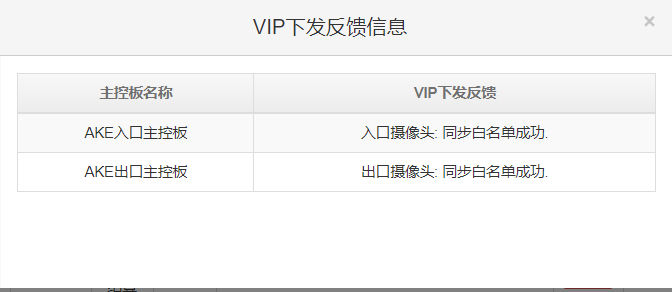 VIP下发反馈信息
×
主控板名称 VIP下发反馈
AKE入口主控板 入口摄像头: 同步白名单成功.
AKE出口主控板 出口摄像头: 同步白名单成功.